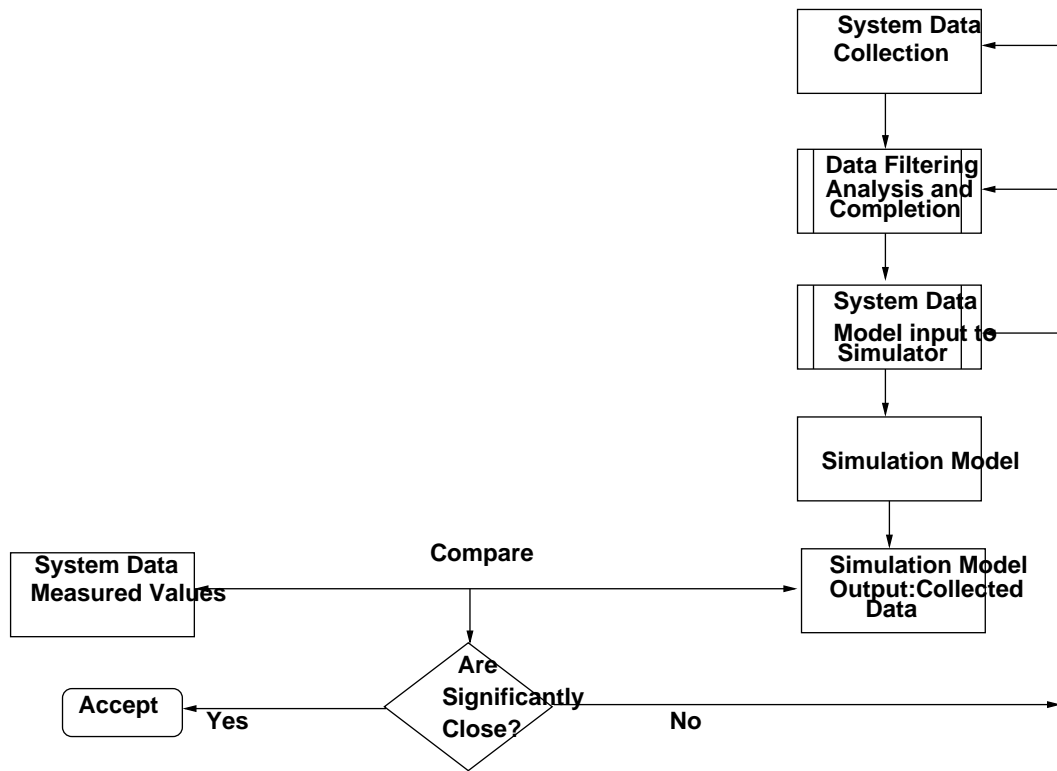 System Data
Collection
Data Filtering
Analysis and
Completion
System Data
Model input to
Simulator
Simulation Model
Compare
System Data
Measured Values
Simulation Model
Output:Collected
Data
Are
Significantly
Close?
Accept
Yes
No